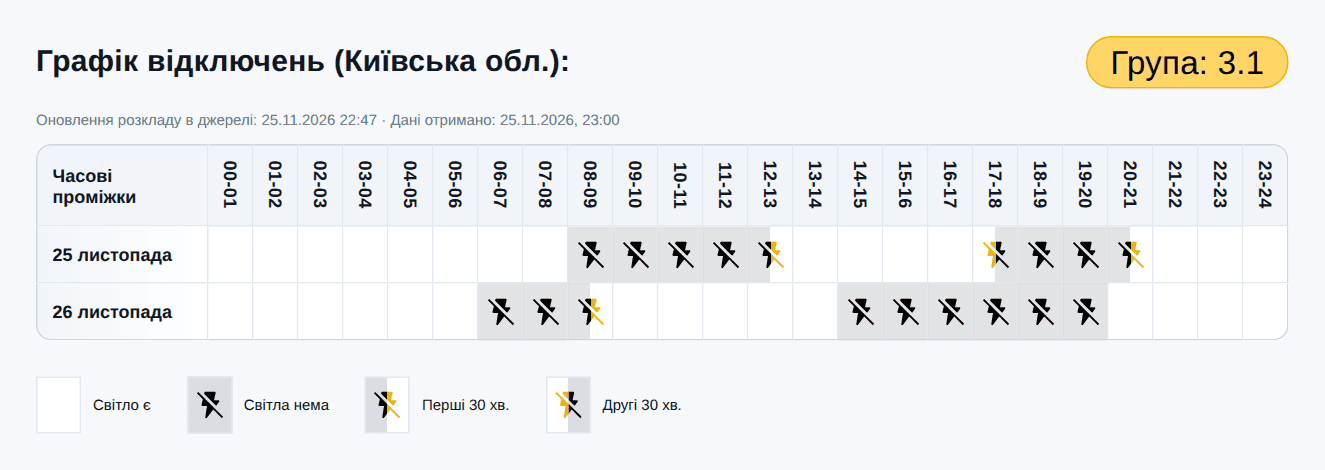 Графік відключень (Київська обл.):
Група: 3.1
Оновлення розкладу в джерелі: 25.11.2026 22:47 · Дані отримано: 25.11.2026, 23:00
Часові
проміжки
00-01
01-02
02-03
03-04
04-05
05-06
06-07
07-08
08-09
09-10
10-11
11-12
12-13
13-14
14-15
15-16
16-17
17-18
18-19
19-20
20-21
21-22
22-23
23-24
25 листопада
26 листопада
Світло є
Світла нема
Перші 30 хв.
Другі 30 хв.